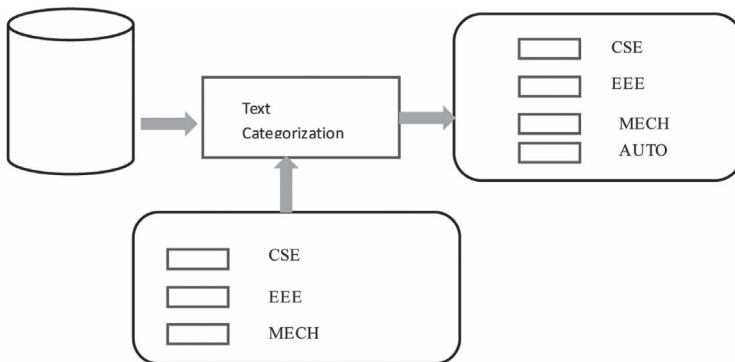 CSE
EEE
MECH
AUTO
Text
Categorization
CSE
EEE
MECH